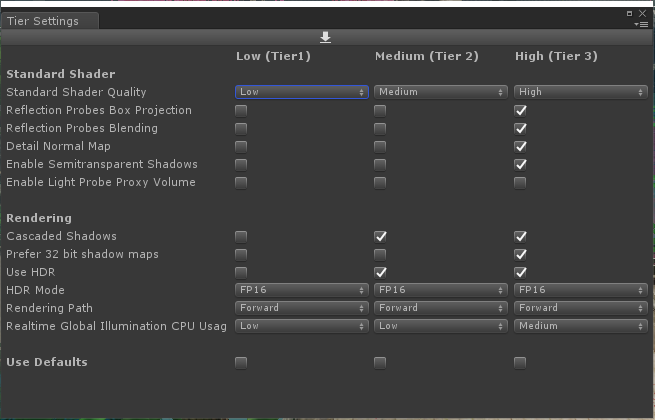 Tier Settings
Low (Tier1) Medium (Tier 2) High (Tier 3)
Standard Shader
Standard Shader Quality Low Medium High
Reflection Probes Box Projection
Reflection Probes Blending
Detail Normal Map
Enable Semitransparent Shadows
Enable Light Probe Proxy Volume
Rendering
Cascaded Shadows
Prefer 32 bit shadow maps
Use HDR
HDR Mode FP16 FP16 FP16
Rendering Path Forward Forward Forward
Realtime Global Illumination CPU Usag Low Low Medium
Use Defaults